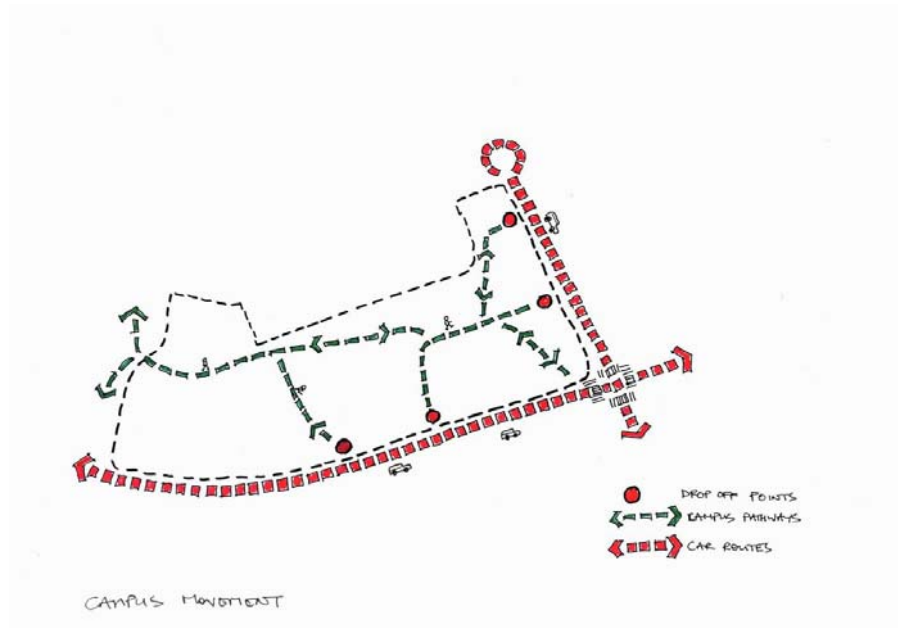 DROP OFF POINTS
CAMPUS PATHWAYS
CAR ROUTES
CAMPUS MOVEMENT